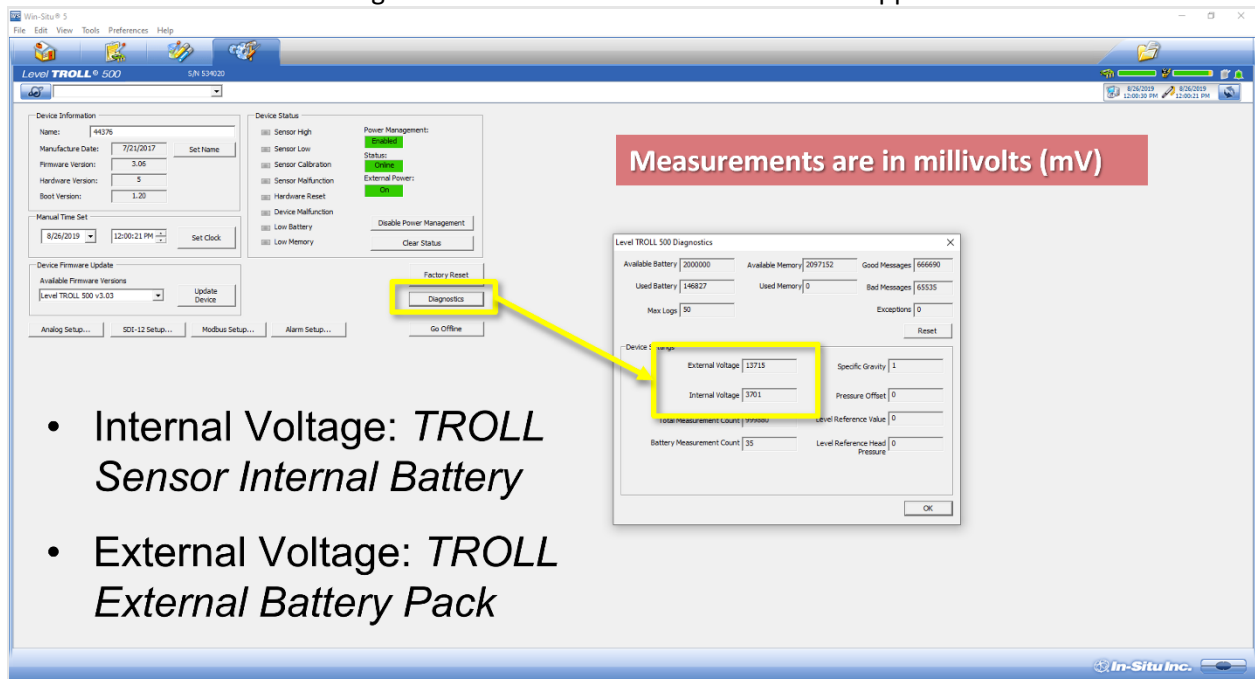 Win-Situ® 5
File Edit View Tools Preferences Help
Level TROLL® 500 S/N 534020
8/26/2019 12:00:39 PM 8/26/2019 12:00:21 PM
Device Information
Name: 44376
Manufacture Date: 7/21/2017 Set Name
Firmware Version: 3.06
Hardware Version: 5
Boot Version: 1.20
Manual Time Set
8/26/2019 12:00:21 PM Set Clock
Device Firmware Update
Available Firmware Versions
Level TROLL 500 v3.03 Update Device
Analog Setup... SDI-12 Setup... Modbus Setup... Alarm Setup... Go Offline
Device Status
Sensor High
Sensor Low
Sensor Calibration
Sensor Malfunction
Hardware Reset
Device Malfunction
Low Battery
Low Memory
Power Management:
Enabled
Status:
Online
External Power:
On
Disable Power Management
Clear Status
Factory Reset
Diagnostics
Measurements are in millivolts (mV)
Level TROLL 500 Diagnostics
Available Battery 2000000 Available Memory 2097152 Good Messages 666690
Used Battery 146827 Used Memory 0 Bad Messages 65535
Max Logs 50 Exceptions 0
Reset
Device Settings
External Voltage 13715 Specific Gravity 1
Internal Voltage 3701 Pressure Offset 0
Total Measurement Count 999880 Level Reference Value 0
Battery Measurement Count 35 Level Reference Head Pressure 0
OK
• Internal Voltage: TROLL
Sensor Internal Battery
• External Voltage: TROLL
External Battery Pack
In-Situ Inc.